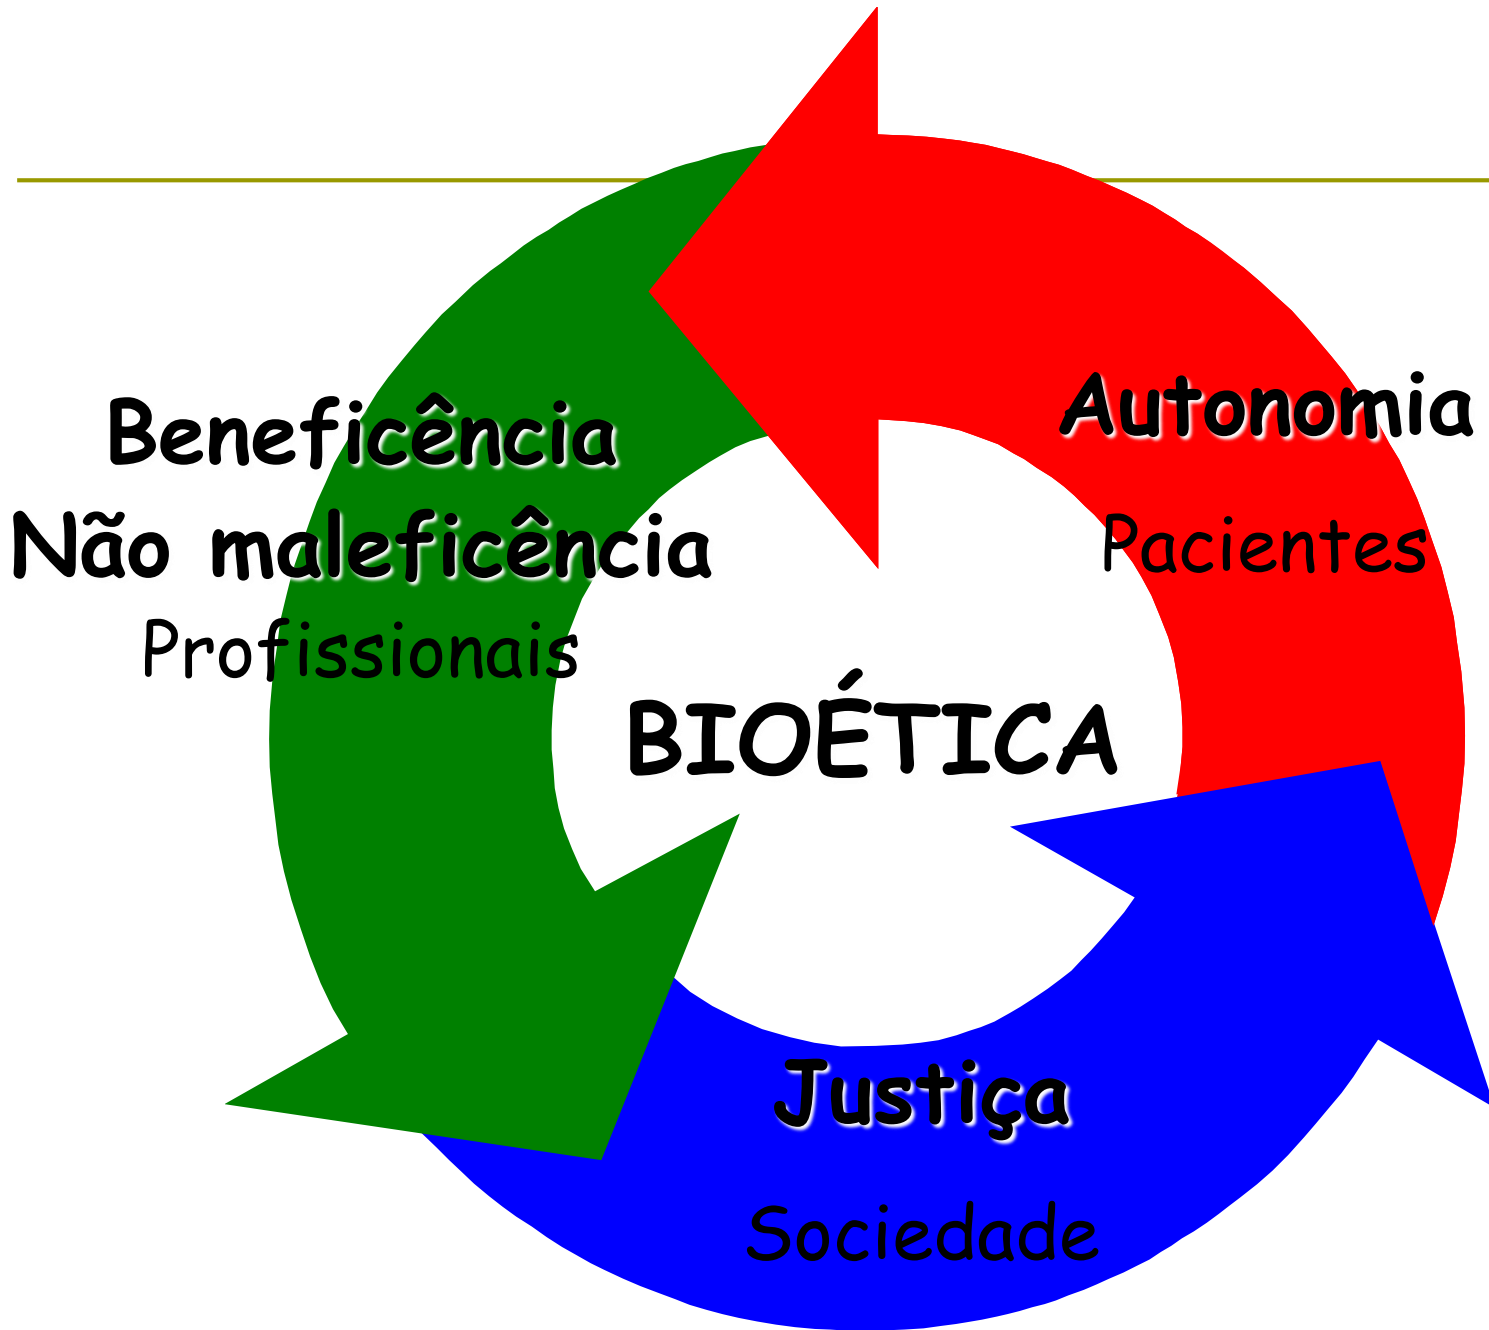 Beneficência
Não maleficência
Profissionais
Autonomia
Pacientes
BIOÉTICA
Justiça
Sociedade